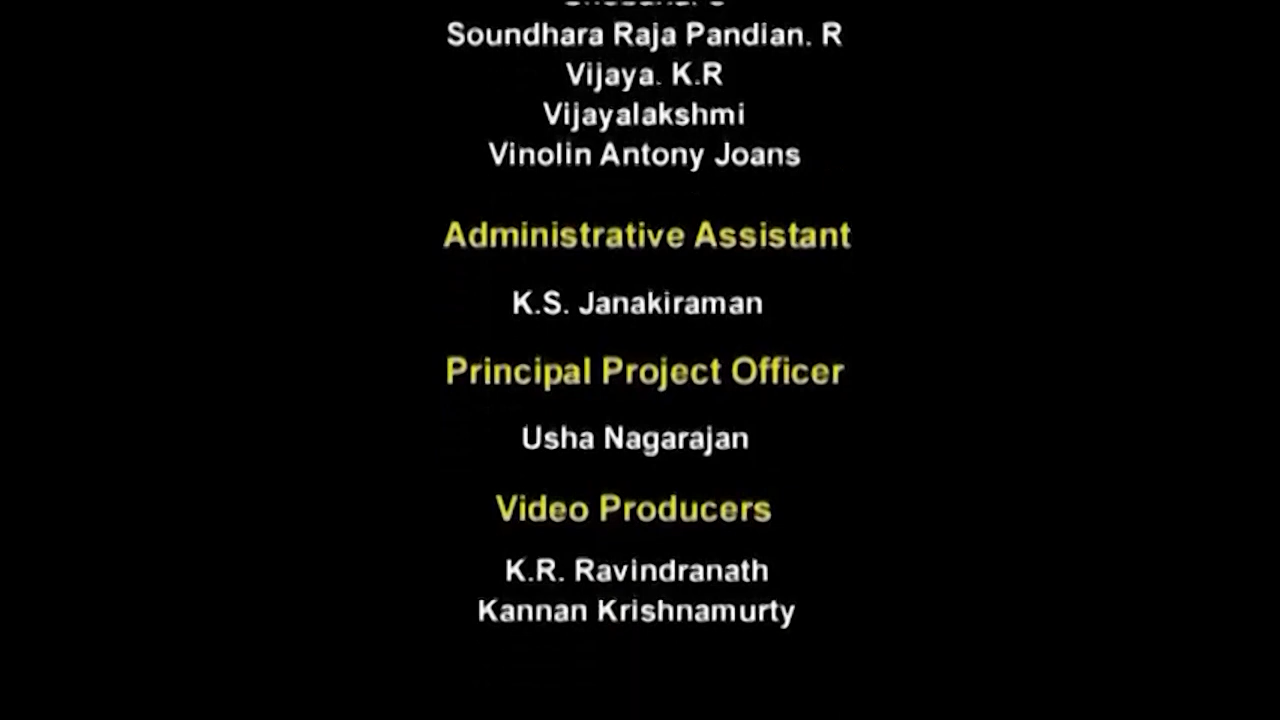 Soundhara Raja Pandian. R
Vijaya. K.R
Vijayalakshmi
Vinolin Antony Joans
Administrative Assistant
K.S. Janakiraman
Principal Project Officer
Usha Nagarajan
Video Producers
K.R. Ravindranath
Kannan Krishnamurty